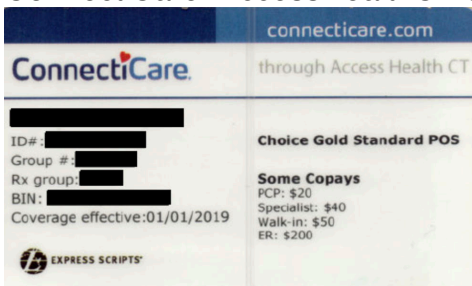 connecticare.com
ConnectiCare.
through Access Health CT
ID#:
Group #:
Rx group:
BIN:
Coverage effective:01/01/2019
EXPRESS SCRIPTS®
Choice Gold Standard POS
Some Copays
PCP: $20
Specialist: $40
Walk-in: $50
ER: $200